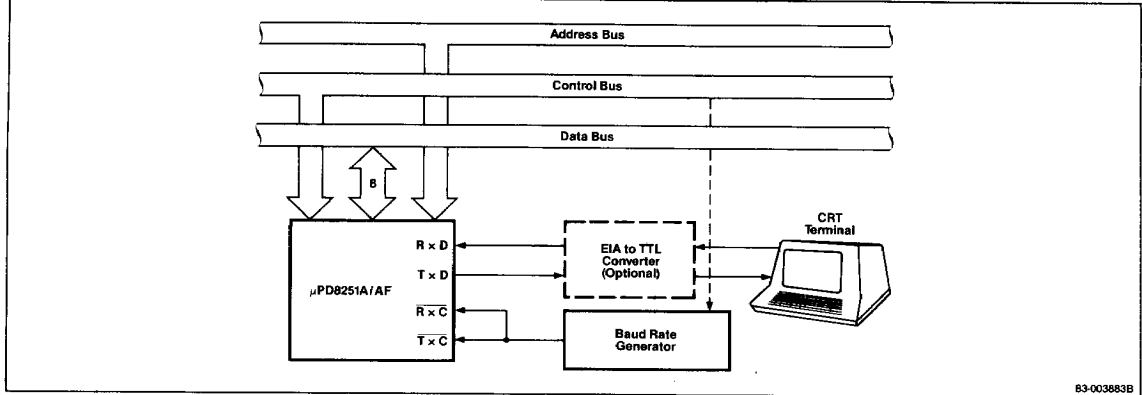 Address Bus
Control Bus
Data Bus
8
CRT
Terminal
R × D
T × D
R × C
T × C
μPD8251A/AF
EIA to TTL
Converter
(Optional)
Baud Rate
Generator
83-003883B